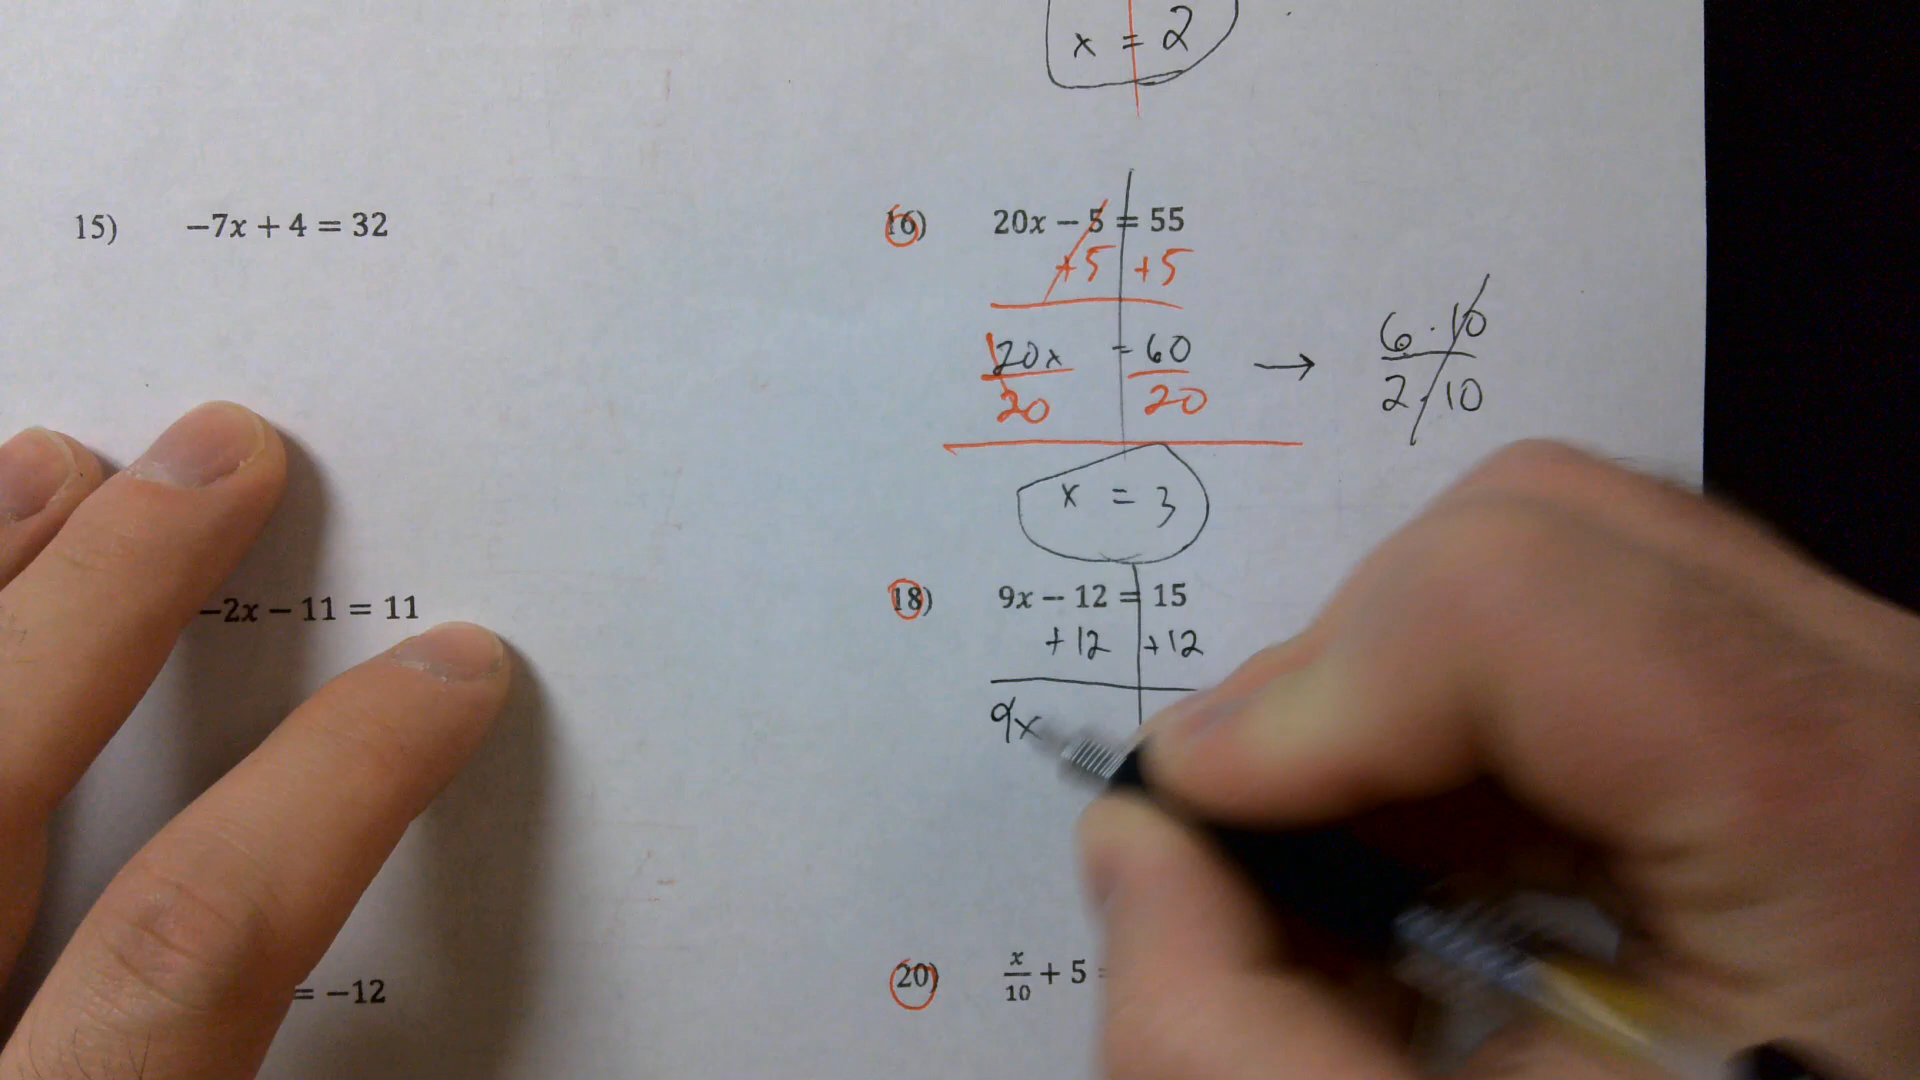 x = 2
15) −7x + 4 = 32
16) 20x − 5 = 55
+5 +5
20x = 60
20 20
→ 6 · 10
2 · 10
x = 3
−2x − 11 = 11
18) 9x − 12 = 15
+ 12 + 12
9x
= −12
20) x/10 + 5 =